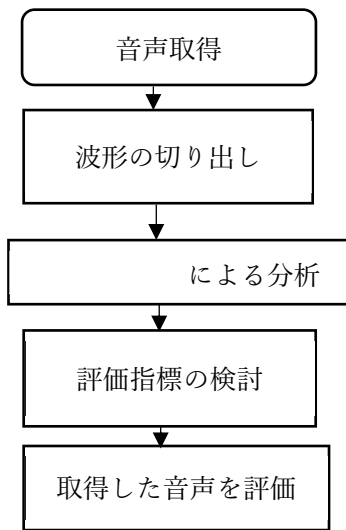 音声取得
波形の切り出し
による分析
評価指標の検討
取得した音声を評価